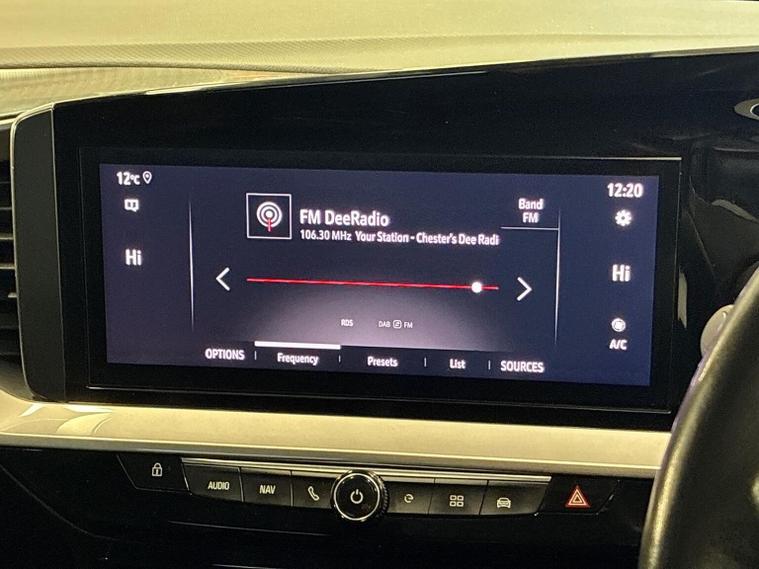 12°C
12:20
Hi
Hi
A/C
FM DeeRadio
106.30 MHz Your Station - Chester's Dee Radi
Band
FM
RDS
DAB FM
OPTIONS
Frequency
Presets
List
SOURCES
AUDIO
NAV